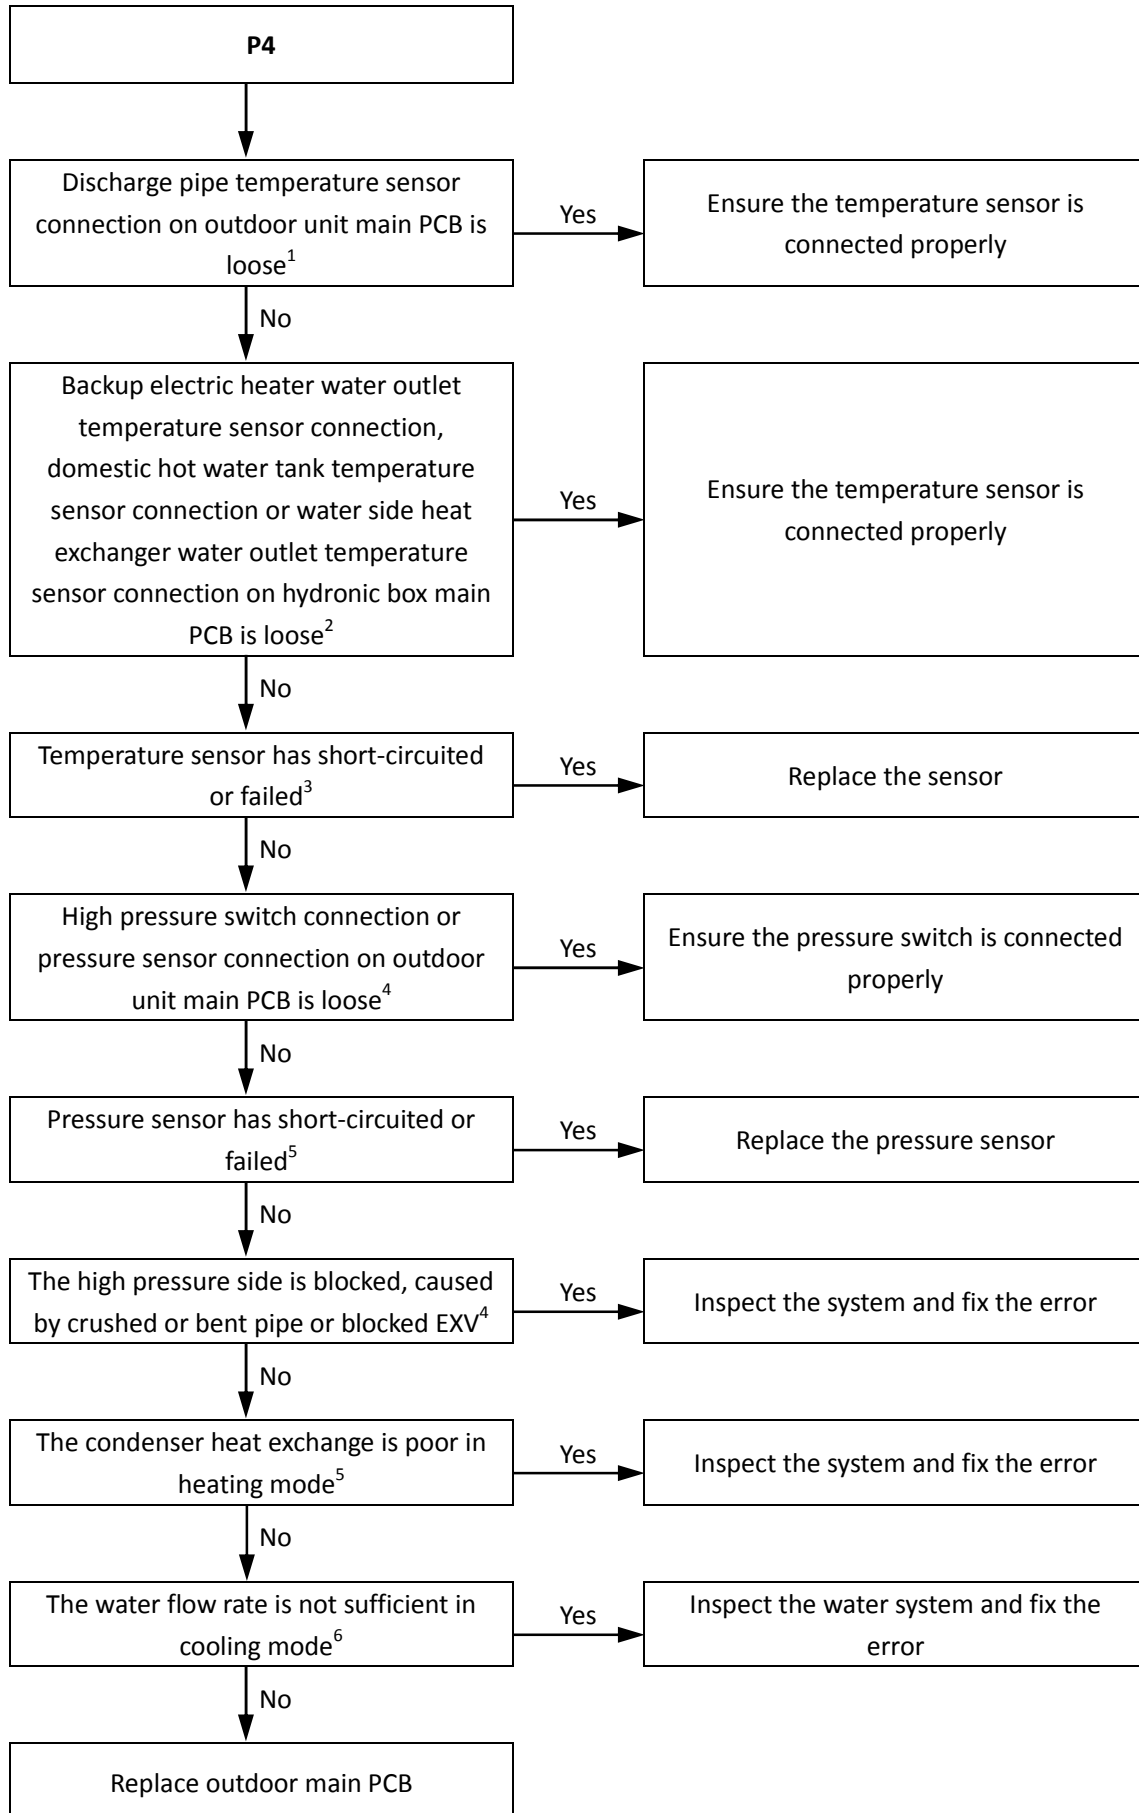 P4
Discharge pipe temperature sensor
connection on outdoor unit main PCB is
loose¹
Yes
Ensure the temperature sensor is
connected properly
No
Backup electric heater water outlet
temperature sensor connection,
domestic hot water tank temperature
sensor connection or water side heat
exchanger water outlet temperature
sensor connection on hydronic box main
PCB is loose²
Yes
Ensure the temperature sensor is
connected properly
No
Temperature sensor has short-circuited
or failed³
Yes
Replace the sensor
No
High pressure switch connection or
pressure sensor connection on outdoor
unit main PCB is loose⁴
Yes
Ensure the pressure switch is connected
properly
No
Pressure sensor has short-circuited or
failed⁵
Yes
Replace the pressure sensor
No
The high pressure side is blocked, caused
by crushed or bent pipe or blocked EXV⁴
Yes
Inspect the system and fix the error
No
The condenser heat exchange is poor in
heating mode⁵
Yes
Inspect the system and fix the error
No
The water flow rate is not sufficient in
cooling mode⁶
Yes
Inspect the water system and fix the
error
No
Replace outdoor main PCB